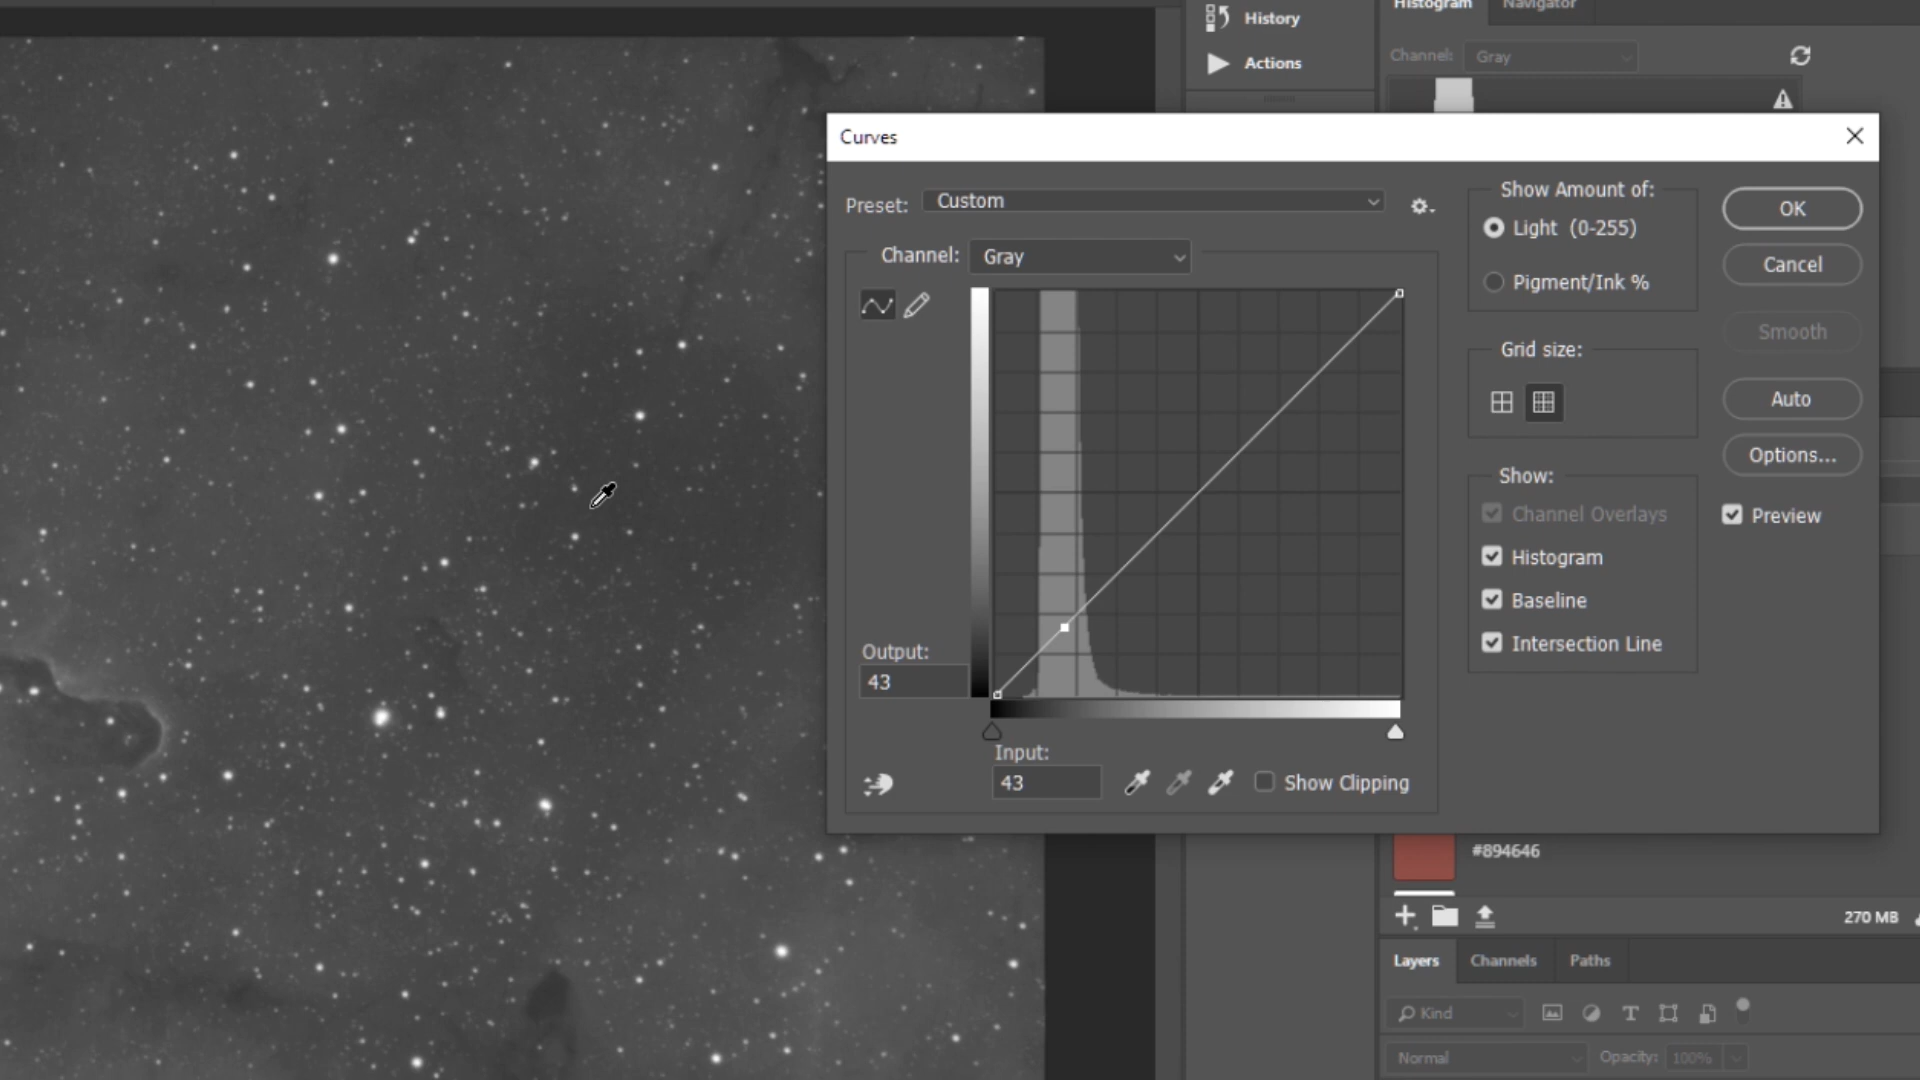 History
Actions
Histogram
Navigator
Channel:
Gray
Curves
Preset:
Custom
Channel:
Gray
Output:
43
Input:
43
Show Clipping
Show Amount of:
Light (0-255)
Pigment/Ink %
Grid size:
Show:
Channel Overlays
Histogram
Baseline
Intersection Line
OK
Cancel
Smooth
Auto
Options...
Preview
#894646
270 MB
Layers
Channels
Paths
Kind
Normal
Opacity:
100%